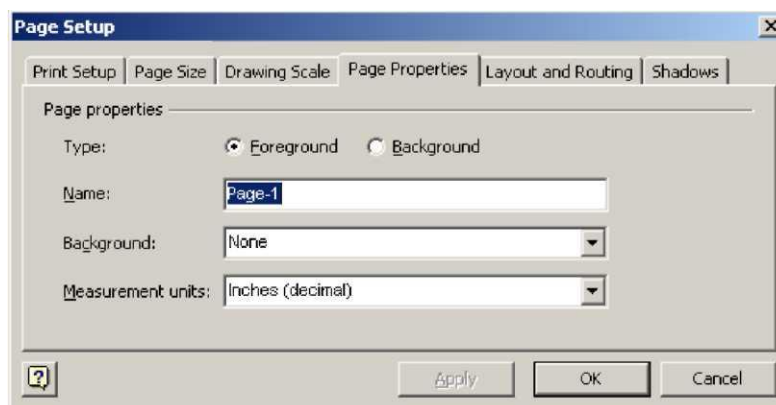 Page Setup
Print Setup Page Size Drawing Scale Page Properties Layout and Routing Shadows
Page properties
Type: Foreground Background
Name: Page-1
Background: None
Measurement units: Inches (decimal)
Apply OK Cancel